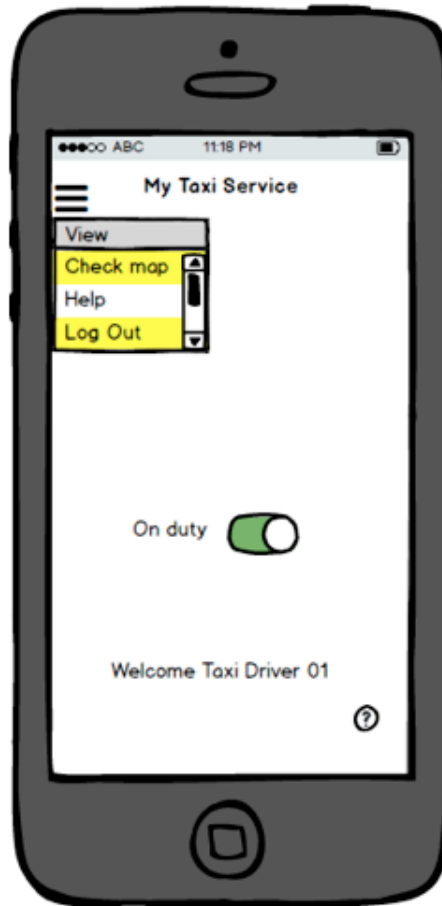 ABC 11:18 PM
My Taxi Service
View
Check map
Help
Log Out
On duty
Welcome Taxi Driver 01
?